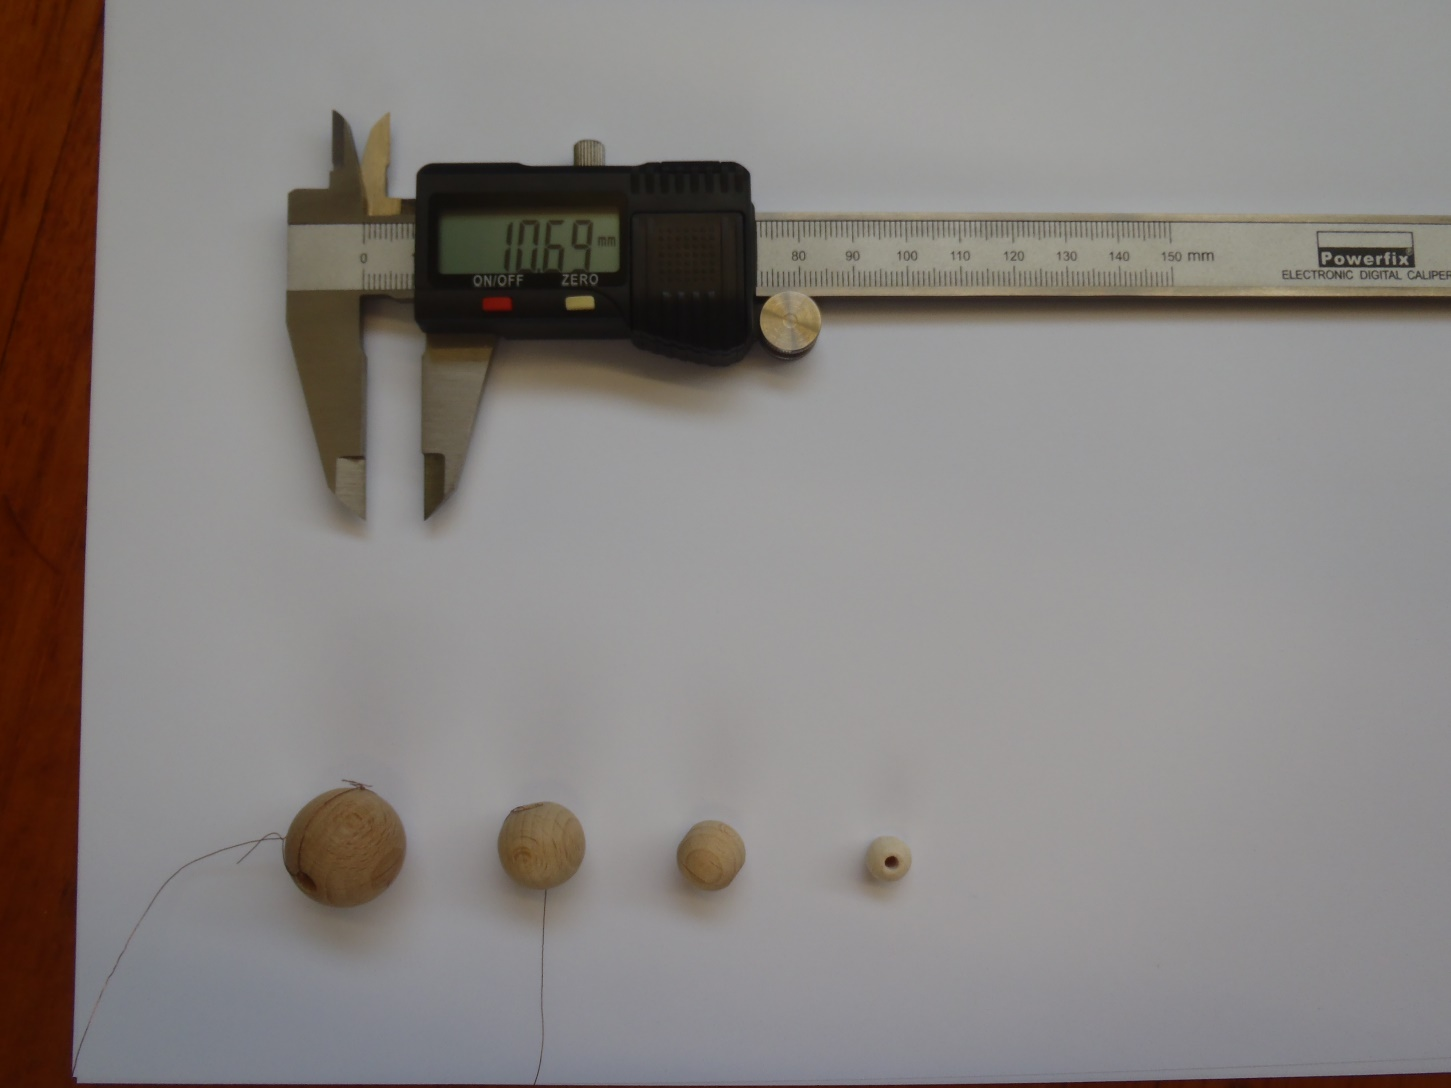 10.69 mm
ON/OFF ZERO
0 80 90 100 110 120 130 140 150 mm
Powerfix
ELECTRONIC DIGITAL CALIPER